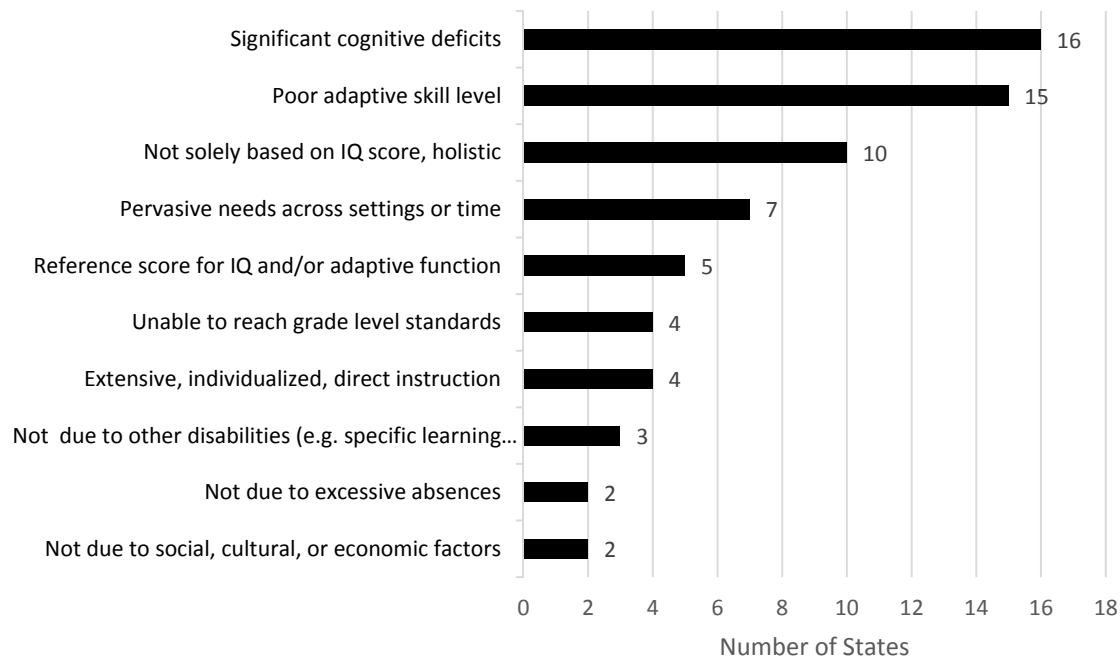 Significant cognitive deficits 16
Poor adaptive skill level 15
Not solely based on IQ score, holistic 10
Pervasive needs across settings or time 7
Reference score for IQ and/or adaptive function 5
Unable to reach grade level standards 4
Extensive, individualized, direct instruction 4
Not due to other disabilities (e.g. specific learning... 3
Not due to excessive absences 2
Not due to social, cultural, or economic factors 2
0 2 4 6 8 10 12 14 16 18
Number of States